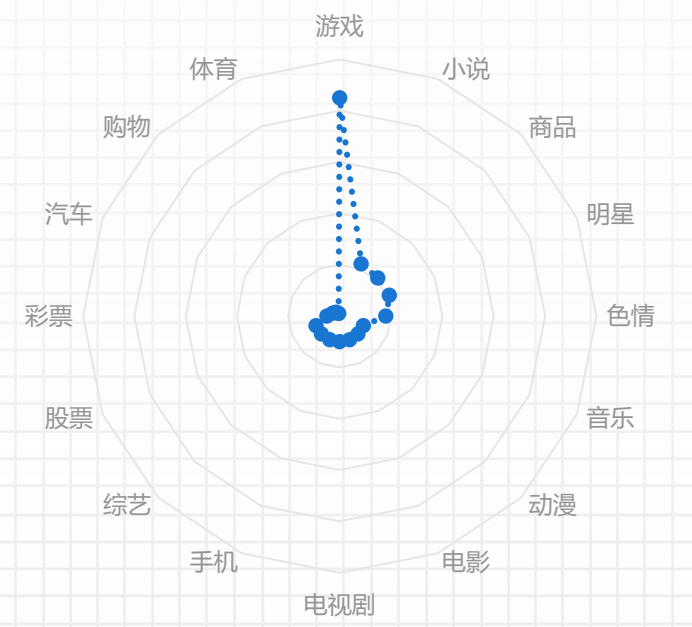 游戏
体育
小说
购物
商品
汽车
明星
彩票
色情
股票
音乐
综艺
动漫
手机
电影
电视剧